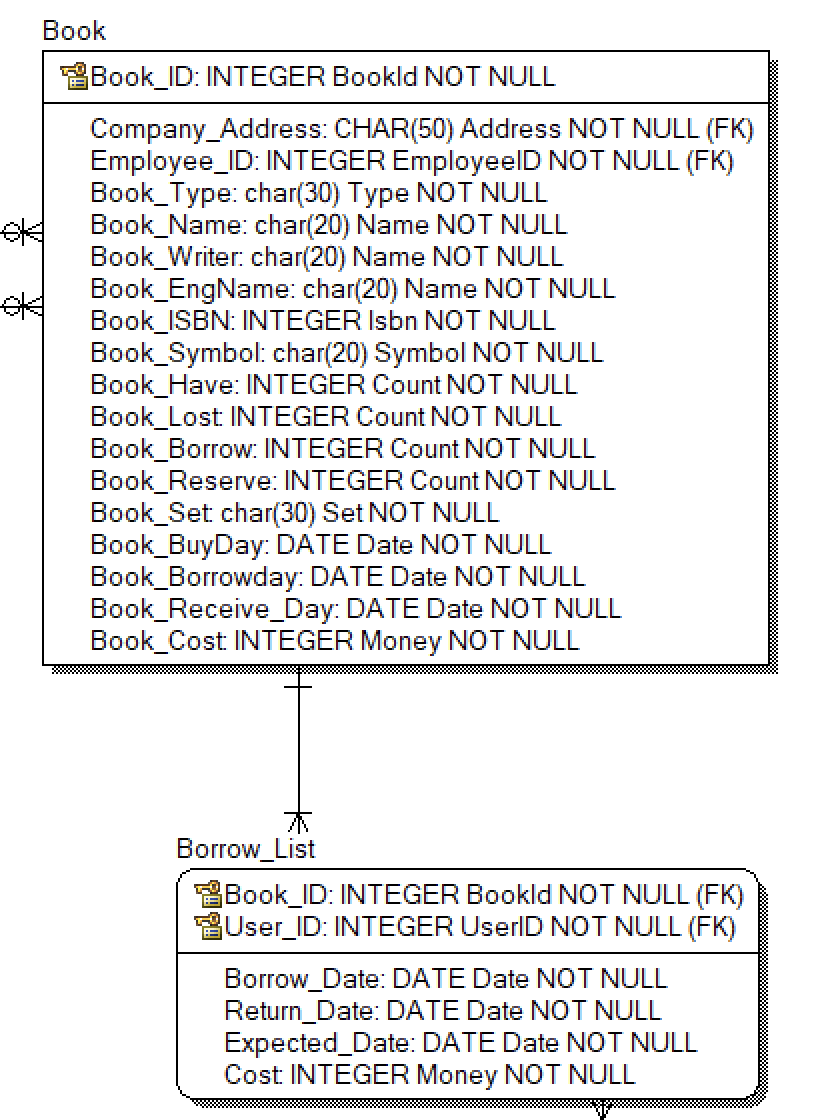 Book
Book_ID: INTEGER BookId NOT NULL
Company_Address: CHAR(50) Address NOT NULL (FK)
Employee_ID: INTEGER EmployeeID NOT NULL (FK)
Book_Type: char(30) Type NOT NULL
Book_Name: char(20) Name NOT NULL
Book_Writer: char(20) Name NOT NULL
Book_EngName: char(20) Name NOT NULL
Book_ISBN: INTEGER Isbn NOT NULL
Book_Symbol: char(20) Symbol NOT NULL
Book_Have: INTEGER Count NOT NULL
Book_Lost: INTEGER Count NOT NULL
Book_Borrow: INTEGER Count NOT NULL
Book_Reserve: INTEGER Count NOT NULL
Book_Set: char(30) Set NOT NULL
Book_BuyDay: DATE Date NOT NULL
Book_Borrowday: DATE Date NOT NULL
Book_Receive_Day: DATE Date NOT NULL
Book_Cost: INTEGER Money NOT NULL
Borrow_List
Book_ID: INTEGER BookId NOT NULL (FK)
User_ID: INTEGER UserID NOT NULL (FK)
Borrow_Date: DATE Date NOT NULL
Return_Date: DATE Date NOT NULL
Expected_Date: DATE Date NOT NULL
Cost: INTEGER Money NOT NULL